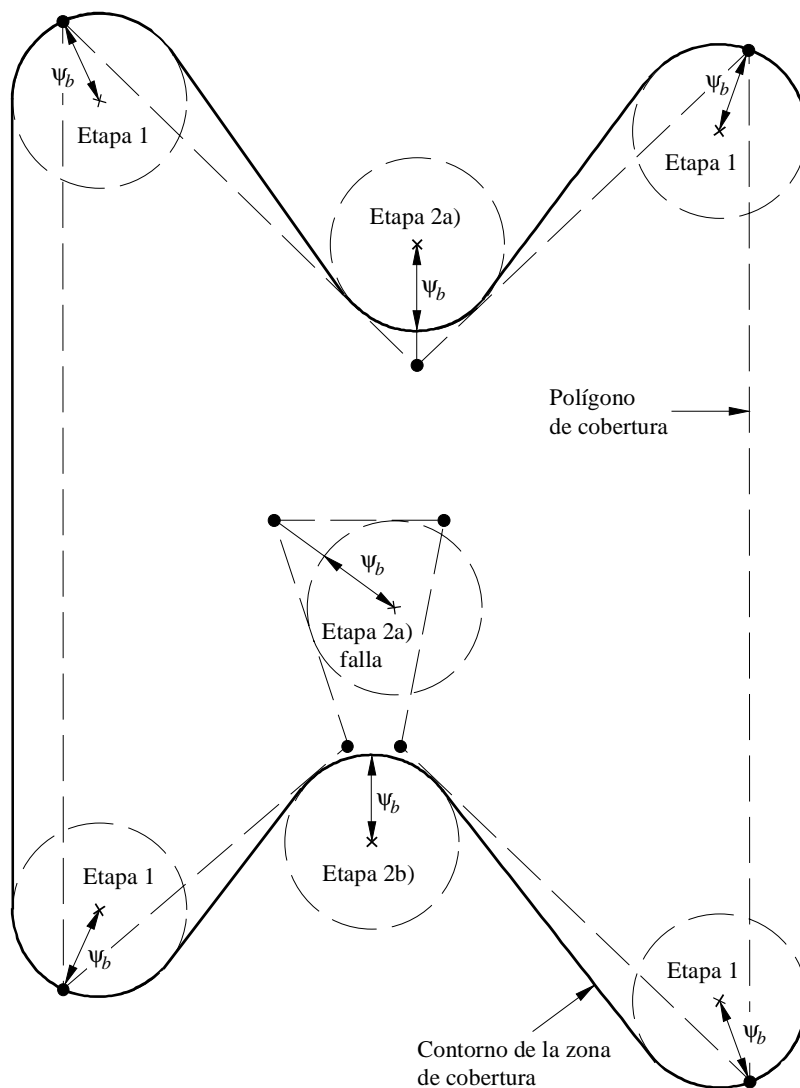 ψb
Etapa 1
ψb
Etapa 1
Etapa 2a)
ψb
Polígono
de cobertura
ψb
Etapa 2a)
falla
ψb
Etapa 1
Etapa 2b)
ψb
Etapa 1
ψb
Contorno de la zona
de cobertura